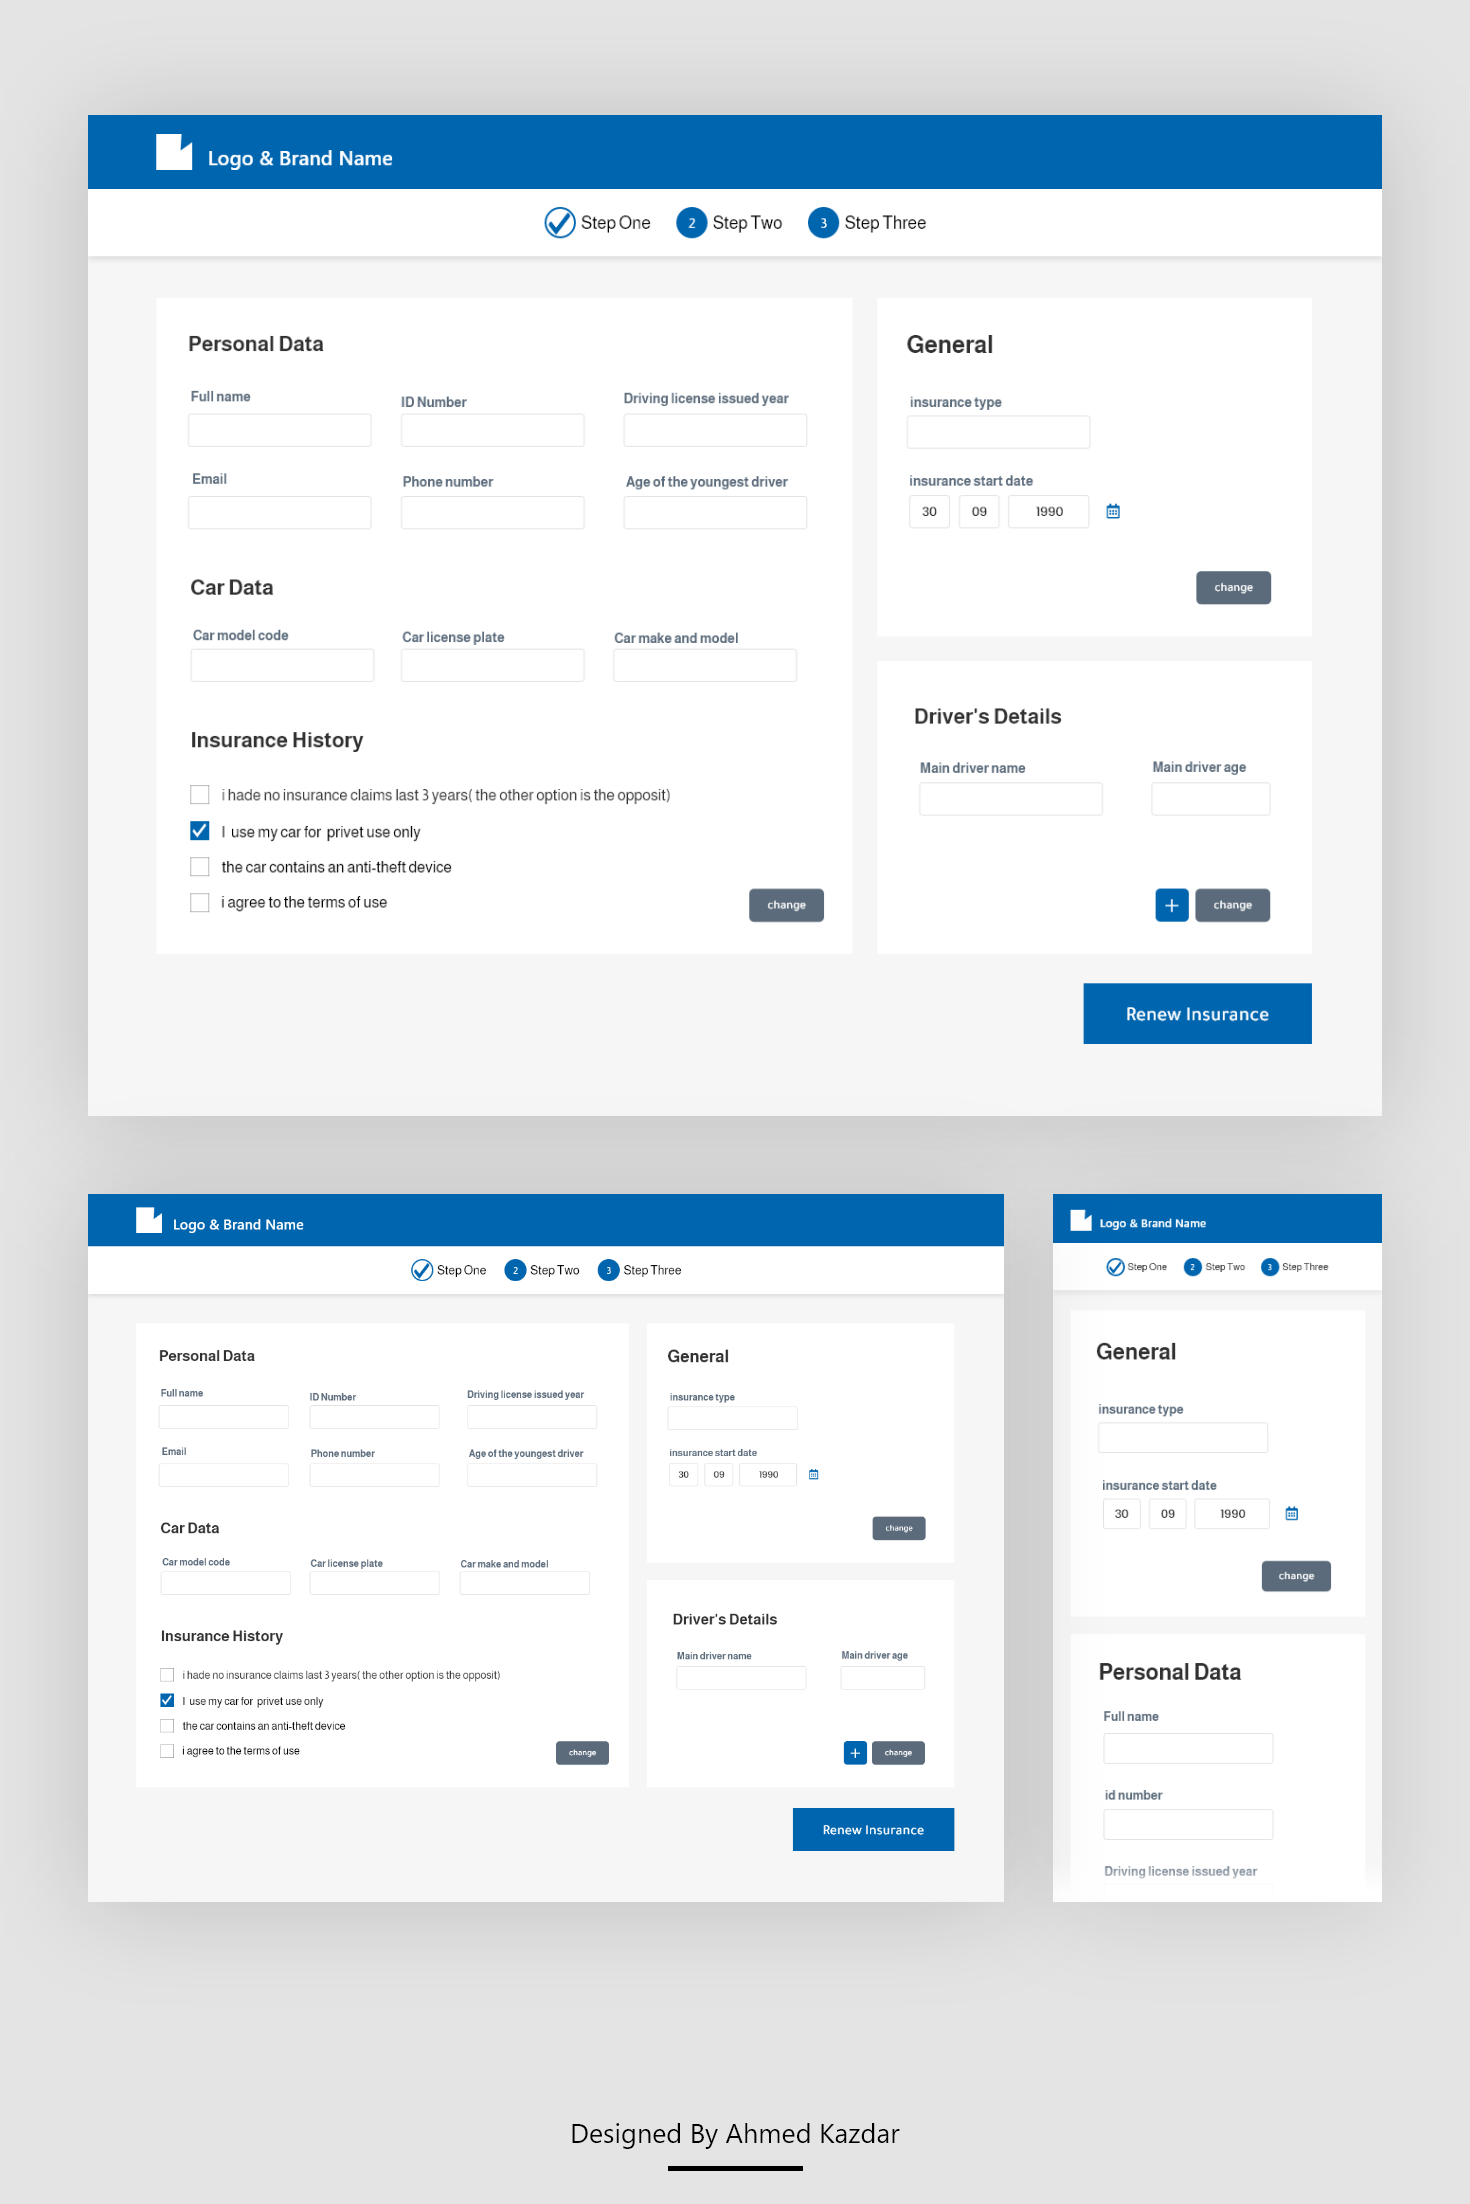 Logo & Brand Name
Step One 2 Step Two 3 Step Three
Personal Data
Full name ID Number Driving license issued year
Email Phone number Age of the youngest driver
Car Data
Car model code Car license plate Car make and model
Insurance History
i hade no insurance claims last 3 years( the other option is the opposit)
I use my car for privet use only
the car contains an anti-theft device
i agree to the terms of use
change
General
insurance type
insurance start date
30 09 1990
change
Driver's Details
Main driver name Main driver age
+ change
Renew Insurance
Logo & Brand Name
Step One 2 Step Two 3 Step Three
Personal Data
Full name ID Number Driving license issued year
Email Phone number Age of the youngest driver
Car Data
Car model code Car license plate Car make and model
Insurance History
i hade no insurance claims last 3 years( the other option is the opposit)
I use my car for privet use only
the car contains an anti-theft device
i agree to the terms of use
change
General
insurance type
insurance start date
30 09 1990
change
Driver's Details
Main driver name Main driver age
+ change
Renew Insurance
Logo & Brand Name
Step One 2 Step Two 3 Step Three
General
insurance type
insurance start date
30 09 1990
change
Personal Data
Full name
id number
Driving license issued year
Designed By Ahmed Kazdar